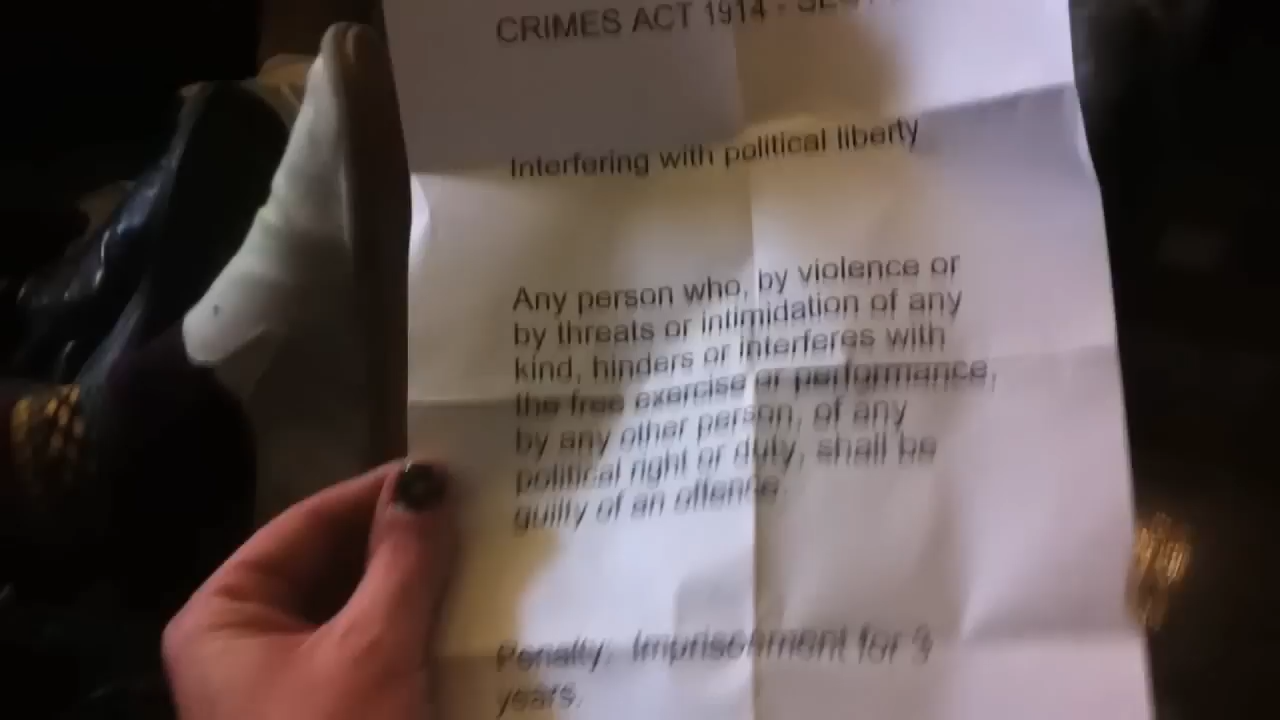 CRIMES ACT 1914 -
Interfering with political liberty
Any person who, by violence or
by threats or intimidation of any
kind, hinders or interferes with
the free exercise or performance,
by any other person, of any
political right or duty, shall be
guilty of an offence.
Penalty: Imprisonment for 3
years.